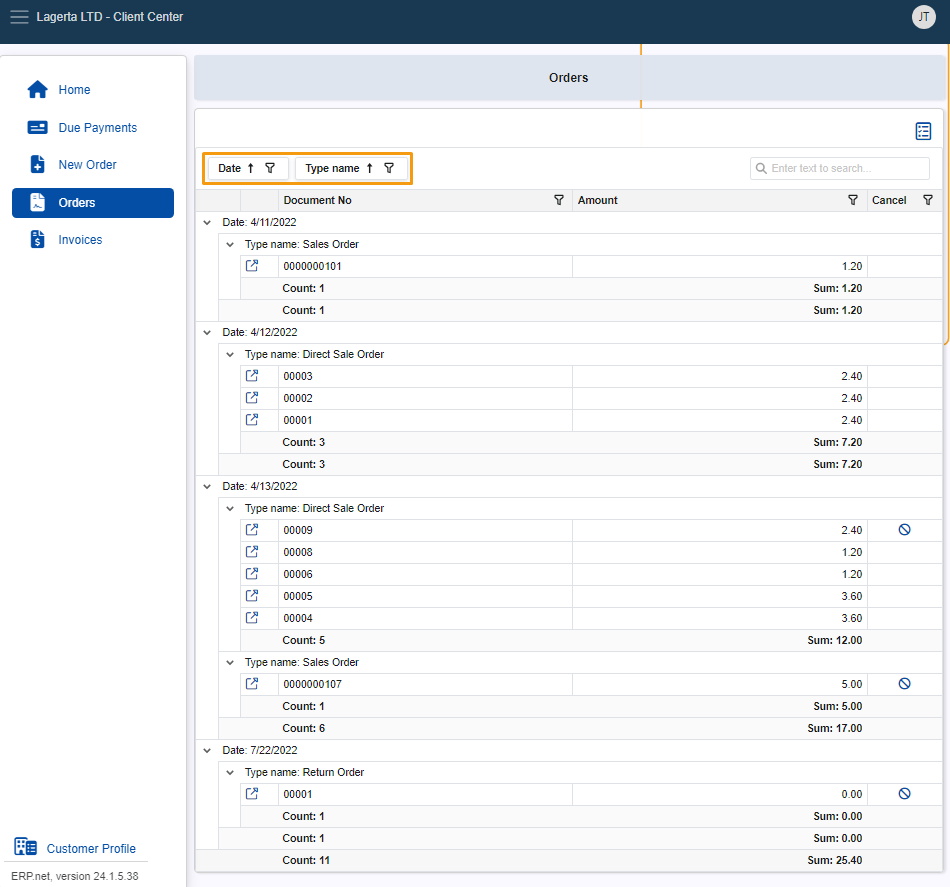 Lagerta LTD - Client Center
JT
Home
Due Payments
New Order
Orders
Invoices
Customer Profile
ERP.net, version 24.1.5.38
Orders
Date Type name
Enter text to search...
Document No Amount Cancel
Date: 4/11/2022
Type name: Sales Order
0000000101 1.20
Count: 1 Sum: 1.20
Count: 1 Sum: 1.20
Date: 4/12/2022
Type name: Direct Sale Order
00003 2.40
00002 2.40
00001 2.40
Count: 3 Sum: 7.20
Count: 3 Sum: 7.20
Date: 4/13/2022
Type name: Direct Sale Order
00009 2.40
00008 1.20
00006 1.20
00005 3.60
00004 3.60
Count: 5 Sum: 12.00
Type name: Sales Order
0000000107 5.00
Count: 1 Sum: 5.00
Count: 6 Sum: 17.00
Date: 7/22/2022
Type name: Return Order
00001 0.00
Count: 1 Sum: 0.00
Count: 1 Sum: 0.00
Count: 11 Sum: 25.40